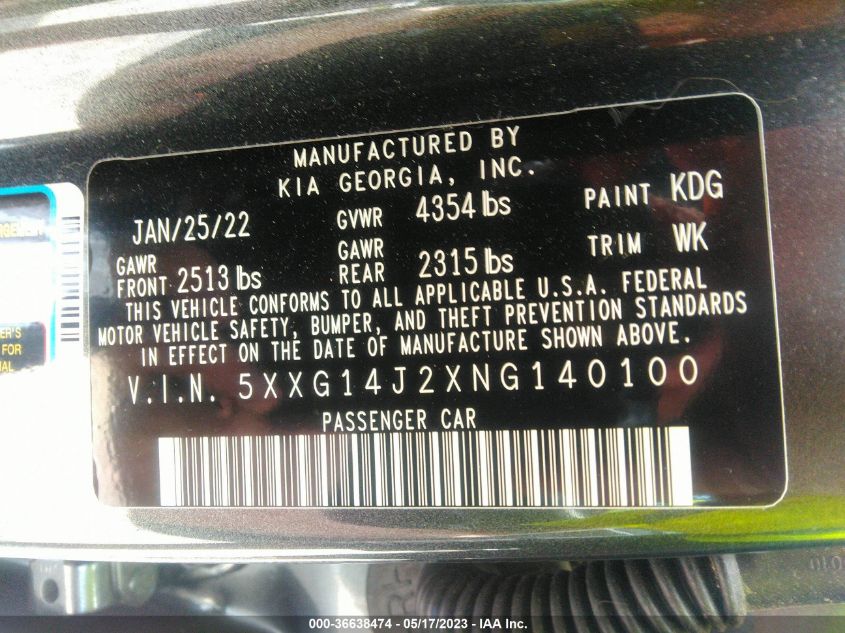 MANUFACTURED BY
KIA GEORGIA, INC.
JAN/25/22 GVWR 4354 lbs PAINT KDG
GAWR FRONT 2513 lbs GAWR REAR 2315 lbs TRIM WK
THIS VEHICLE CONFORMS TO ALL APPLICABLE U.S.A. FEDERAL
MOTOR VEHICLE SAFETY, BUMPER, AND THEFT PREVENTION STANDARDS
IN EFFECT ON THE DATE OF MANUFACTURE SHOWN ABOVE.
V.I.N. 5XXG14J2XNG140100
PASSENGER CAR
ER'S
FOR
000-36638474 - 05/17/2023 - IAA Inc.